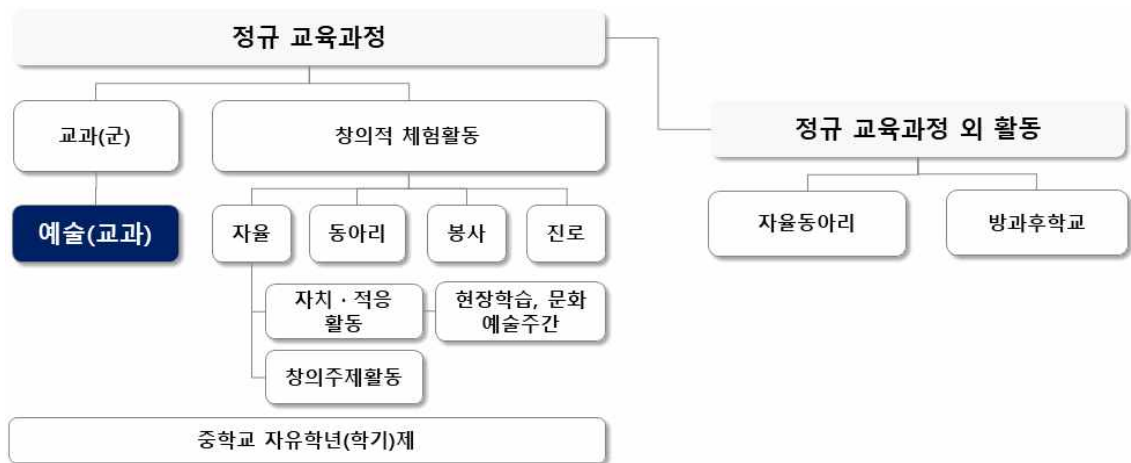 정규 교육과정
교과(군)
창의적 체험활동
정규 교육과정 외 활동
예술(교과)
자율
동아리
봉사
진로
자율동아리
방과후학교
자치·적응
활동
현장학습, 문화
예술주간
창의주제활동
중학교 자유학년(학기)제